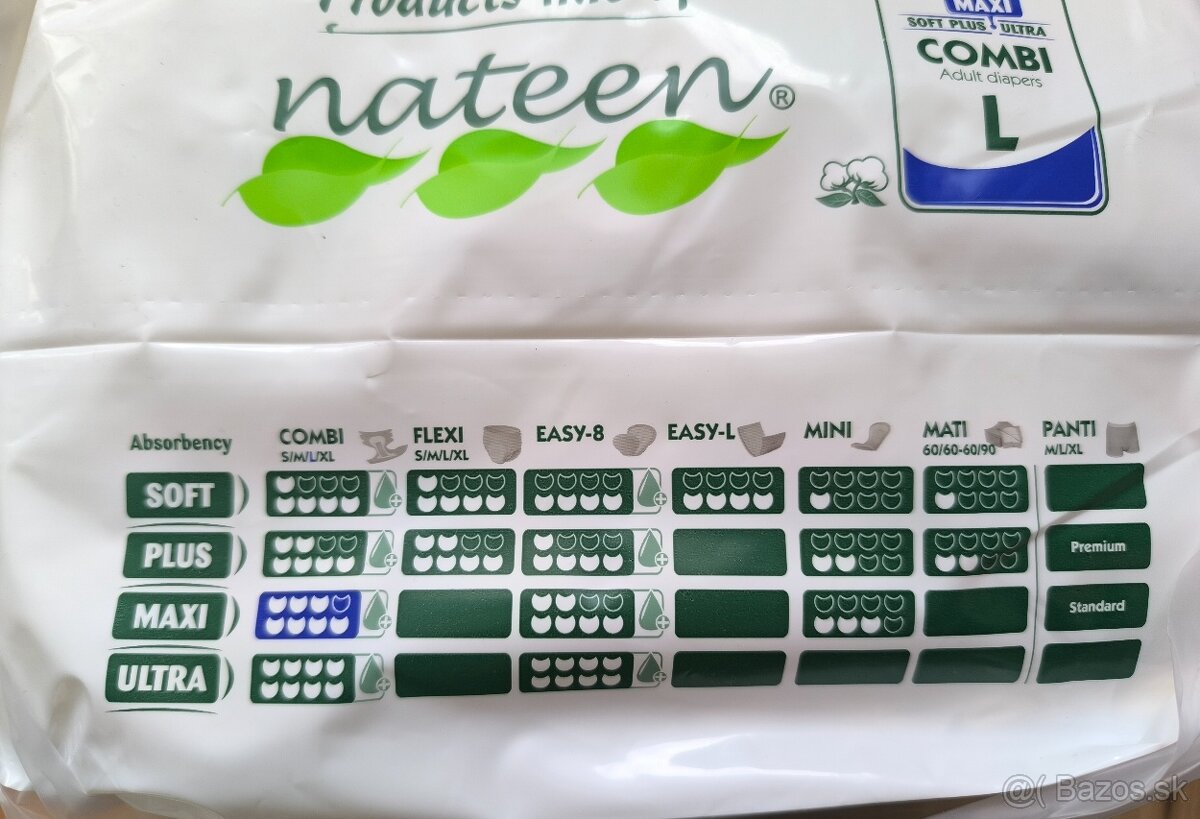 MAXI
SOFT PLUS ULTRA
COMBI
Adult diapers
L
nateen®
Absorbency
COMBI
S/M/L/XL
FLEXI
S/M/L/XL
EASY-8
EASY-L
MINI
MATI
60/60-60/90
PANTI
M/L/XL
SOFT
PLUS
Premium
MAXI
Standard
ULTRA
@( Bazos.sk